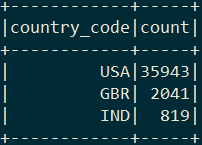 +------------+-----+
|country_code|count|
+------------+-----+
|         USA|35943|
|         GBR| 2041|
|         IND|  819|
+------------+-----+